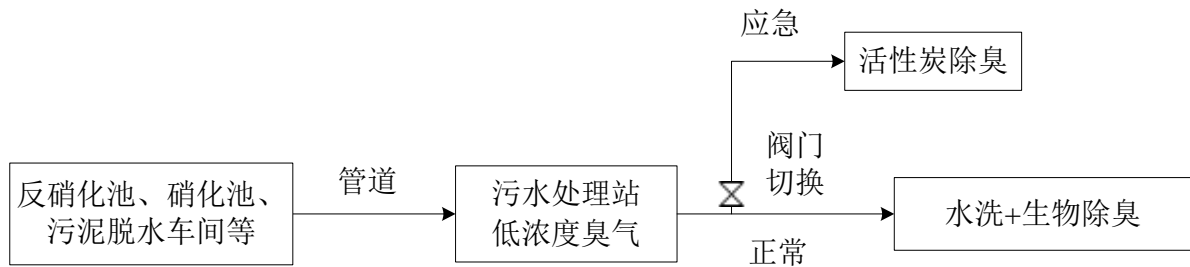 应急
活性炭除臭
阀门
切换
反硝化池、硝化池、
污泥脱水车间等
管道
污水处理站
低浓度臭气
水洗+生物除臭
正常